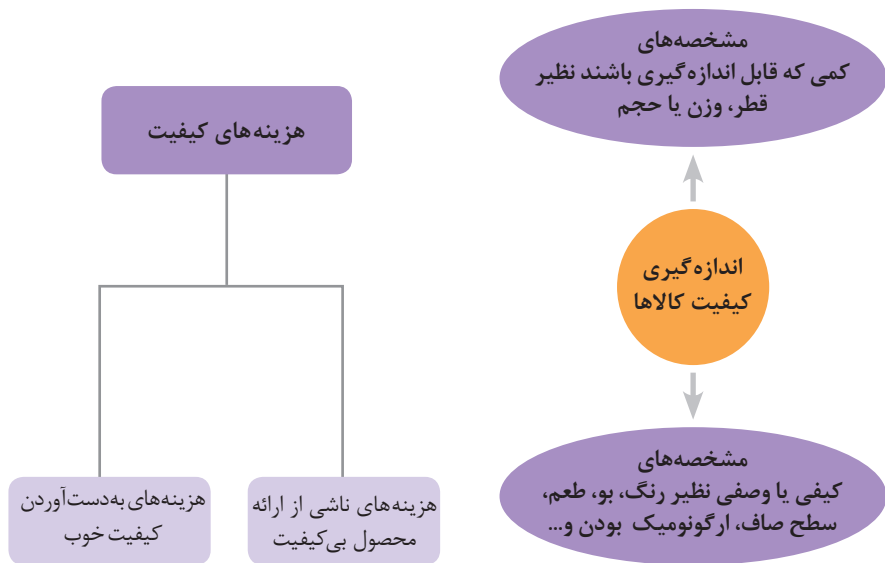 مشخصه‌های
کمی که قابل اندازه‌گیری باشند نظیر
قطر، وزن یا حجم
اندازه‌گیری
کیفیت کالاها
مشخصه‌های
کیفی یا وصفی نظیر رنگ، بو، طعم،
سطح صاف، ارگونومیک بودن و...
هزینه‌های کیفیت
هزینه‌های ناشی از ارائه
محصول بی‌کیفیت
هزینه‌های به‌دست‌آوردن
کیفیت خوب